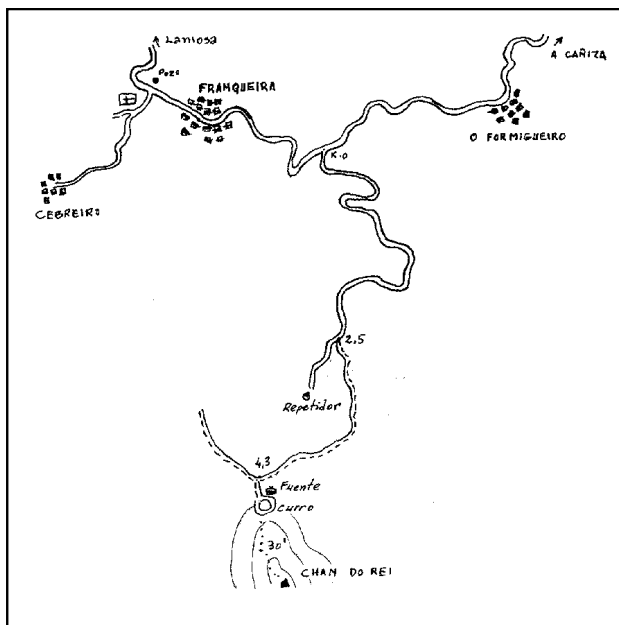 Lamosa
A CAÑIZA
Pozo
FRANQUEIRA
O FORMIGUEIRO
K.0
CEBREIRO
2,5
Repetidor
4,3
Fuente
Curro
30'
CHAN DO REI